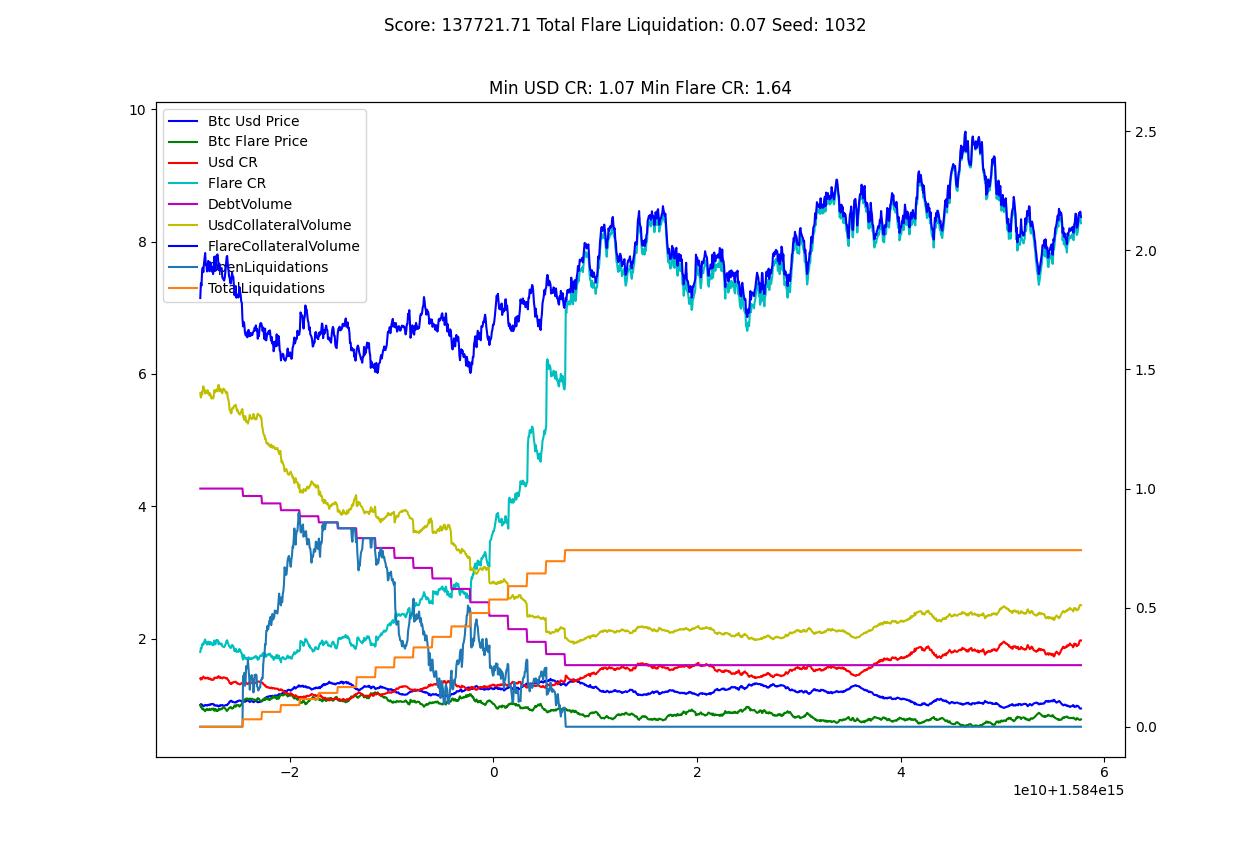 Score: 137721.71 Total Flare Liquidation: 0.07 Seed: 1032
Min USD CR: 1.07 Min Flare CR: 1.64
Btc Usd Price
Btc Flare Price
Usd CR
Flare CR
DebtVolume
UsdCollateralVolume
FlareCollateralVolume
OpenLiquidations
TotalLiquidations
10
8
6
4
2
2.5
2.0
1.5
1.0
0.5
0.0
−2
0
2
4
6
1e10+1.584e15